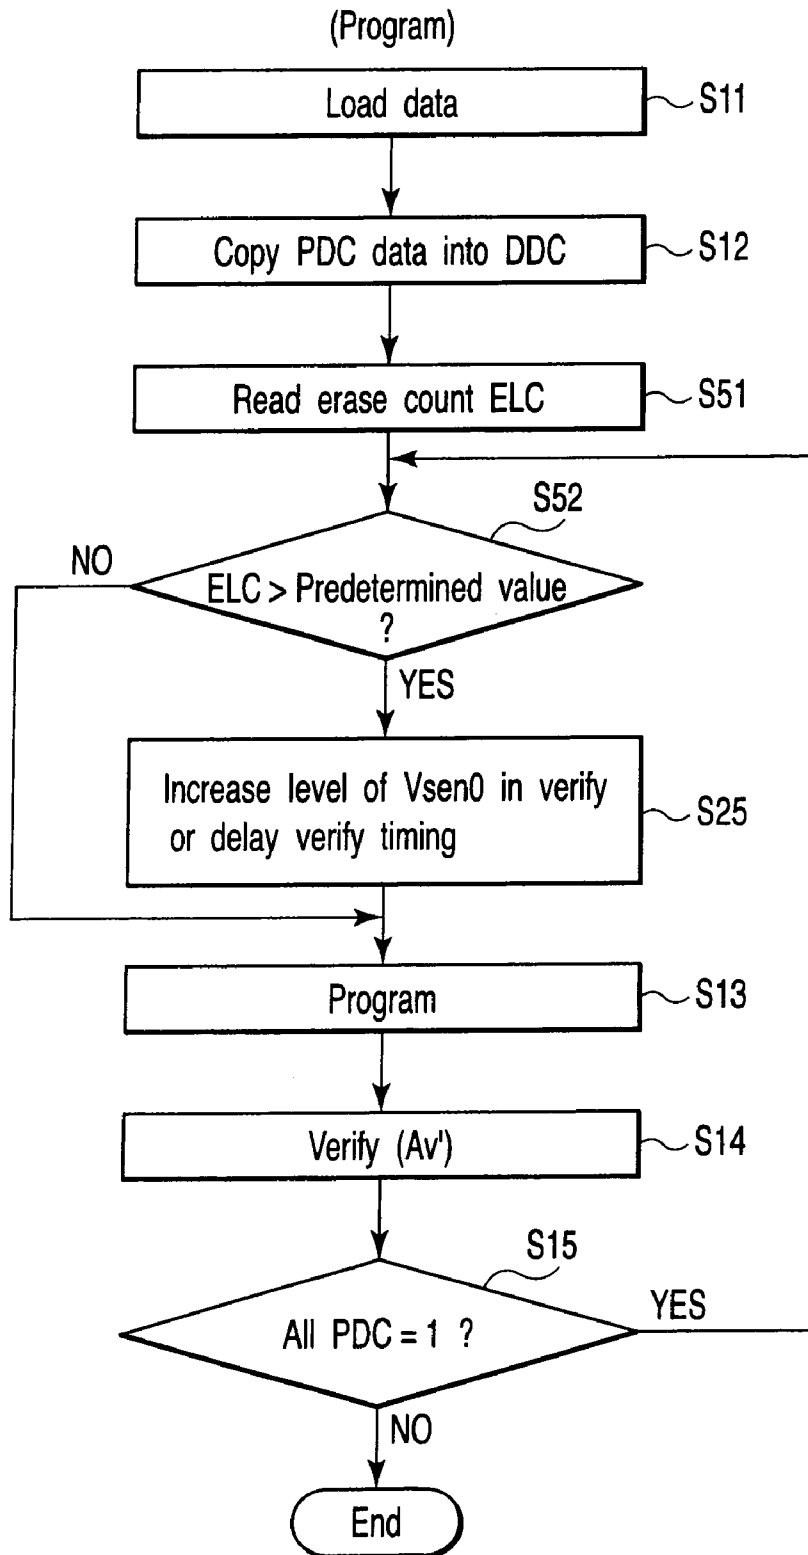 (Program)
Load data
S11
Copy PDC data into DDC
S12
Read erase count ELC
S51
S52
NO
ELC > Predetermined value
?
YES
Increase level of Vsen0 in verify
or delay verify timing
S25
Program
S13
Verify (Av')
S14
S15
All PDC = 1 ?
YES
NO
End